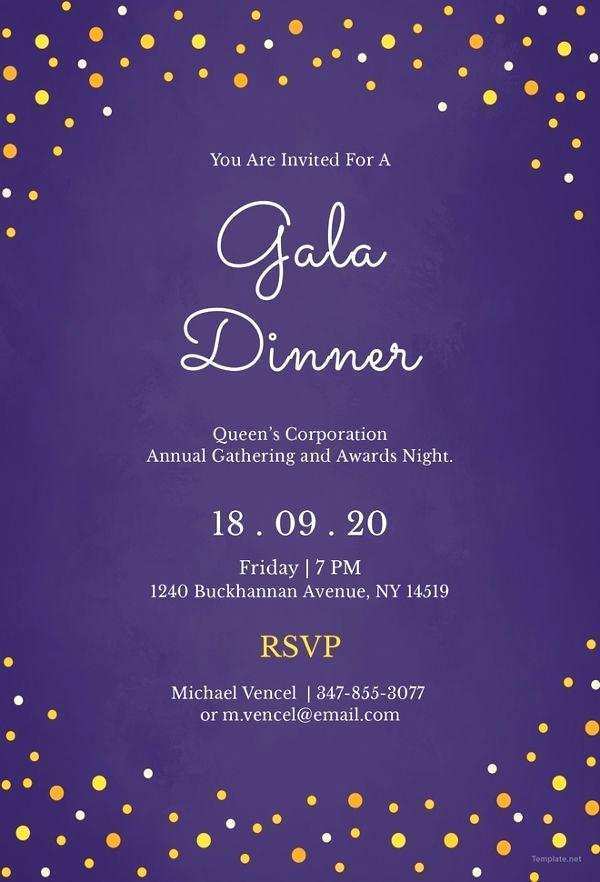 You Are Invited For A
Gala
Dinner
Queen's Corporation
Annual Gathering and Awards Night.
18 . 09 . 20
Friday | 7 PM
1240 Buckhannan Avenue, NY 14519
RSVP
Michael Vencel | 347-855-3077
or m.vencel@email.com
Template.net